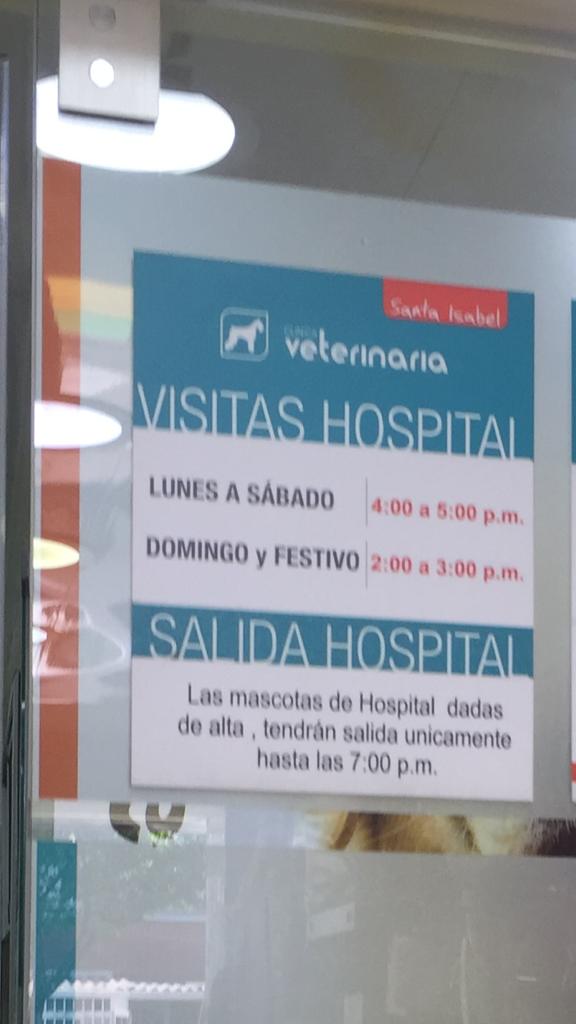 Santa Isabel
CLINICA
veterinaria
VISITAS HOSPITAL
LUNES A SÁBADO 4:00 a 5:00 p.m.
DOMINGO y FESTIVO 2:00 a 3:00 p.m.
SALIDA HOSPITAL
Las mascotas de Hospital dadas
de alta , tendrán salida unicamente
hasta las 7:00 p.m.